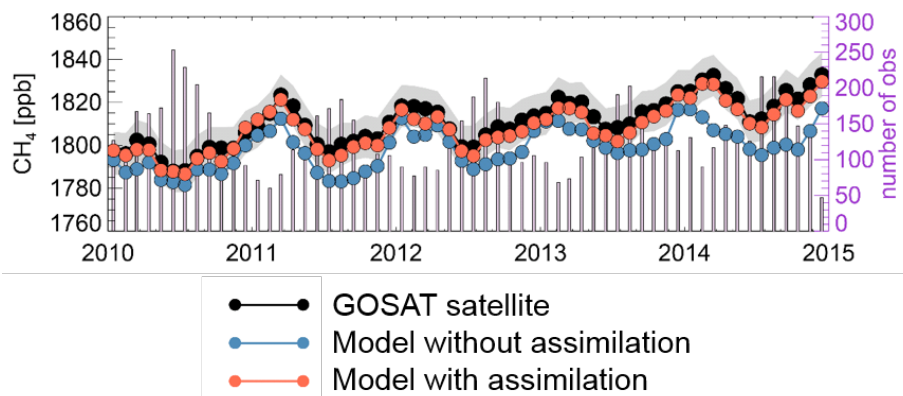 1860
1840
1820
1800
1780
1760
CH₄ [ppb]
300
250
200
150
100
50
0
number of obs
2010 2011 2012 2013 2014 2015
GOSAT satellite
Model without assimilation
Model with assimilation